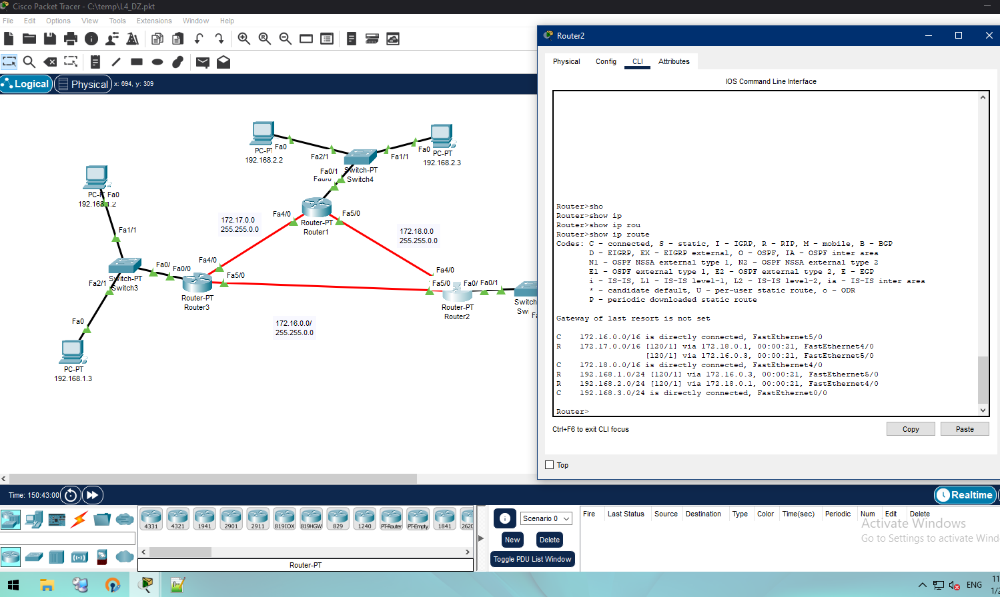 Cisco Packet Tracer - C:\temp\L4_DZ.pkt
File Edit Options View Tools Extensions Window Help
Logical Physical x: 694, y: 309
PC-PT
192.168.2.2
Fa0
Fa2/1
Fa0/1
Switch-PT
Switch4
Fa1/1
Fa0
PC-PT
192.168.2.3
Fa0
192.168.1.2
Fa1/1
172.17.0.0
255.255.0.0
Fa4/0
Fa5/0
Router-PT
Router1
172.18.0.0
255.255.0.0
Fa4/0
Fa5/0
Fa0/
Fa0/0
Switch-PT
Switch3
Fa2/1
Router-PT
Router3
Fa4/0
Fa5/0
Fa0/
Fa0/1
Router-PT
Router2
Switch
Sw
172.16.0.0/
255.255.0.0
Fa0
PC-PT
192.168.1.3
Router2
Physical Config CLI Attributes
IOS Command Line Interface
Router>sho
Router>show ip
Router>show ip rou
Router>show ip route
Codes: C - connected, S - static, I - IGRP, R - RIP, M - mobile, B - BGP
D - EIGRP, EX - EIGRP external, O - OSPF, IA - OSPF inter area
N1 - OSPF NSSA external type 1, N2 - OSPF NSSA external type 2
E1 - OSPF external type 1, E2 - OSPF external type 2, E - EGP
i - IS-IS, L1 - IS-IS level-1, L2 - IS-IS level-2, ia - IS-IS inter area
* - candidate default, U - per-user static route, o - ODR
P - periodic downloaded static route
Gateway of last resort is not set
C 172.16.0.0/16 is directly connected, FastEthernet5/0
R 172.17.0.0/16 [120/1] via 172.18.0.1, 00:00:21, FastEthernet4/0
[120/1] via 172.16.0.3, 00:00:21, FastEthernet5/0
C 172.18.0.0/16 is directly connected, FastEthernet4/0
R 192.168.1.0/24 [120/1] via 172.16.0.3, 00:00:21, FastEthernet5/0
R 192.168.2.0/24 [120/1] via 172.18.0.1, 00:00:21, FastEthernet4/0
C 192.168.3.0/24 is directly connected, FastEthernet0/0
Router>
Ctrl+F6 to exit CLI focus
Copy Paste
Top
Time: 150:43:00
Realtime
4331 4321 1941 2901 2911 819IOX 819HGW 829 1240 PT-Router PT-Empty 1841 2620
Router-PT
Scenario 0
New Delete
Toggle PDU List Window
Fire Last Status Source Destination Type Color Time(sec) Periodic Num Edit Delete
Activate Windows
Go to Settings to activate Wind
ENG
11
1/2